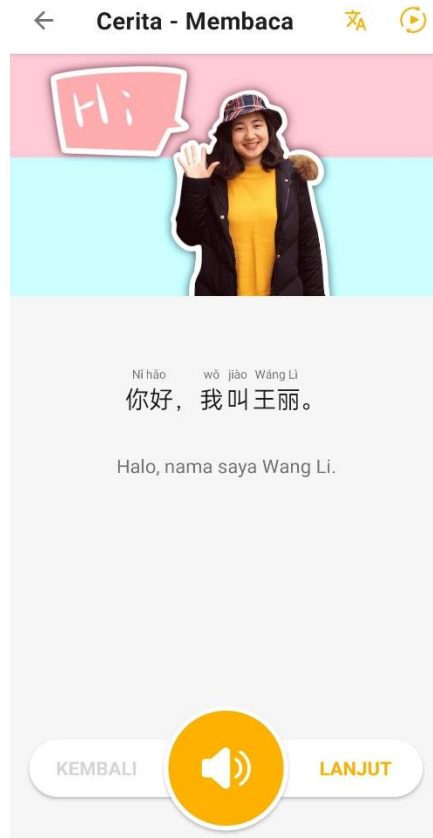 Cerita - Membaca
Hi
Nǐ hǎo wǒ jiào Wáng Lì
你好，我叫王丽。
Halo, nama saya Wang Li.
KEMBALI
LANJUT